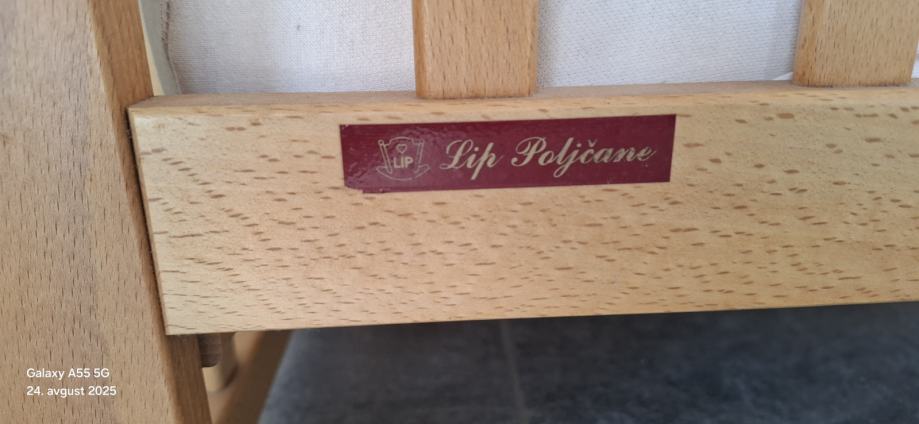 LIP Lip Poljčane
Galaxy A55 5G
24. avgust 2025